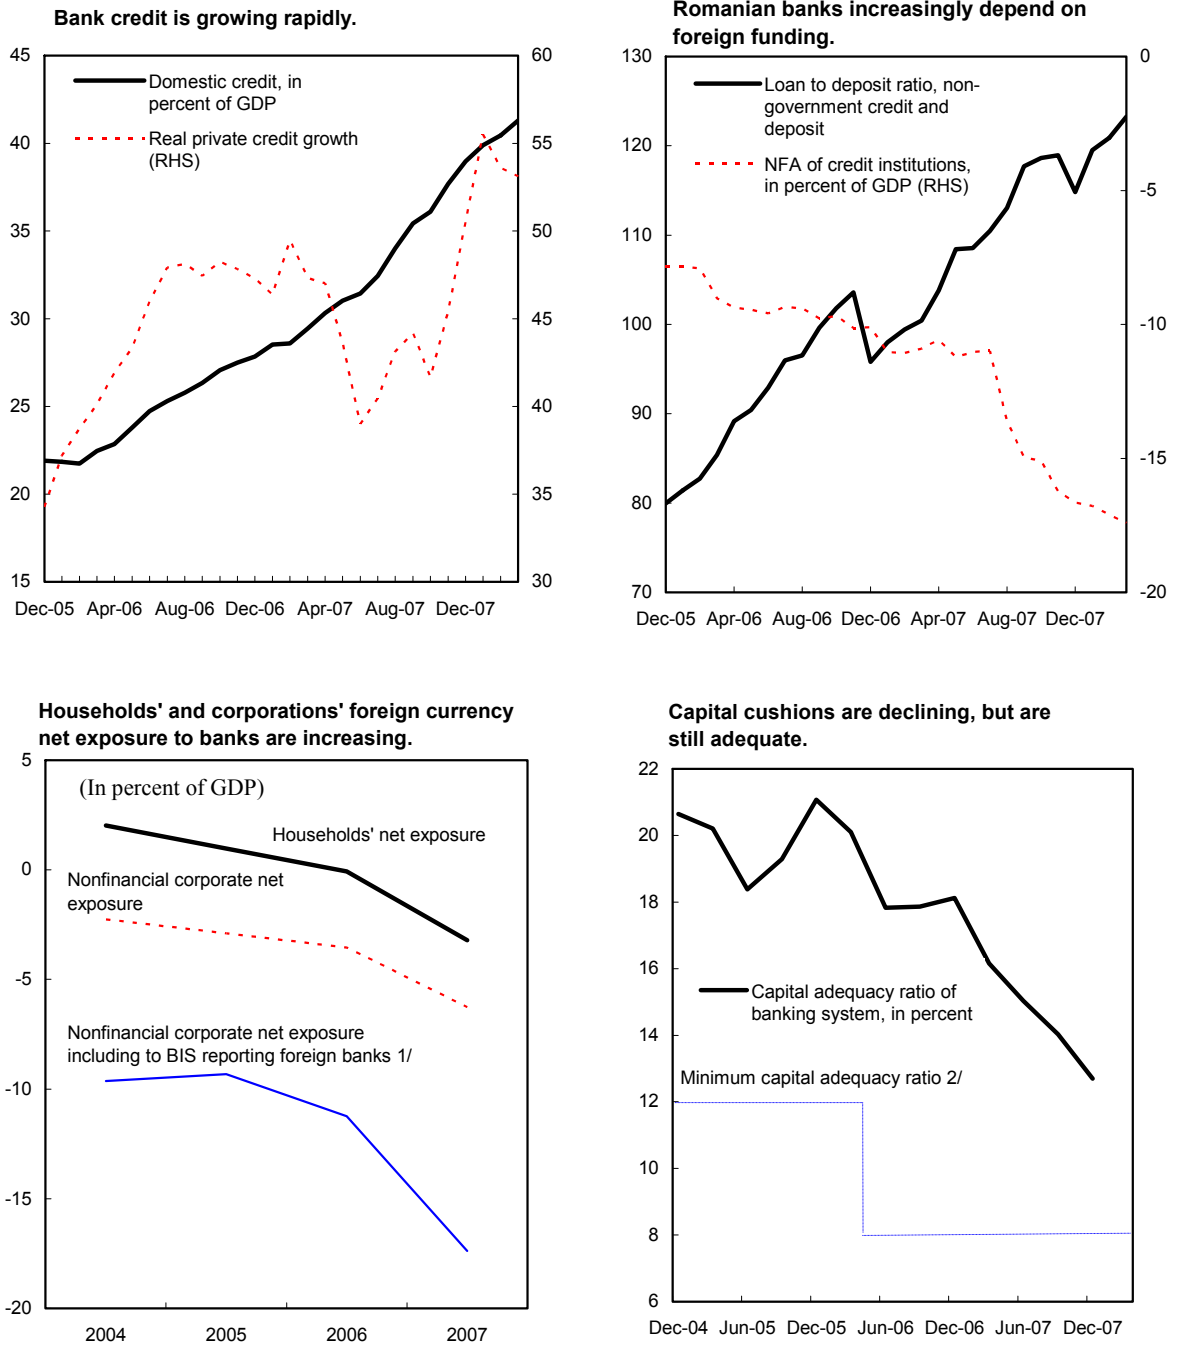 Bank credit is growing rapidly.
45
40
35
30
25
20
15
60
55
50
45
40
35
30
Domestic credit, in
percent of GDP
Real private credit growth
(RHS)
Dec-05 Apr-06 Aug-06 Dec-06 Apr-07 Aug-07 Dec-07
Romanian banks increasingly depend on
foreign funding.
130
120
110
100
90
80
70
0
-5
-10
-15
-20
Loan to deposit ratio, non-
government credit and
deposit
NFA of credit institutions,
in percent of GDP (RHS)
Dec-05 Apr-06 Aug-06 Dec-06 Apr-07 Aug-07 Dec-07
Households' and corporations' foreign currency
net exposure to banks are increasing.
5
0
-5
-10
-15
-20
(In percent of GDP)
Households' net exposure
Nonfinancial corporate net
exposure
Nonfinancial corporate net exposure
including to BIS reporting foreign banks 1/
2004 2005 2006 2007
Capital cushions are declining, but are
still adequate.
22
20
18
16
14
12
10
8
6
Capital adequacy ratio of
banking system, in percent
Minimum capital adequacy ratio 2/
Dec-04 Jun-05 Dec-05 Jun-06 Dec-06 Jun-07 Dec-07